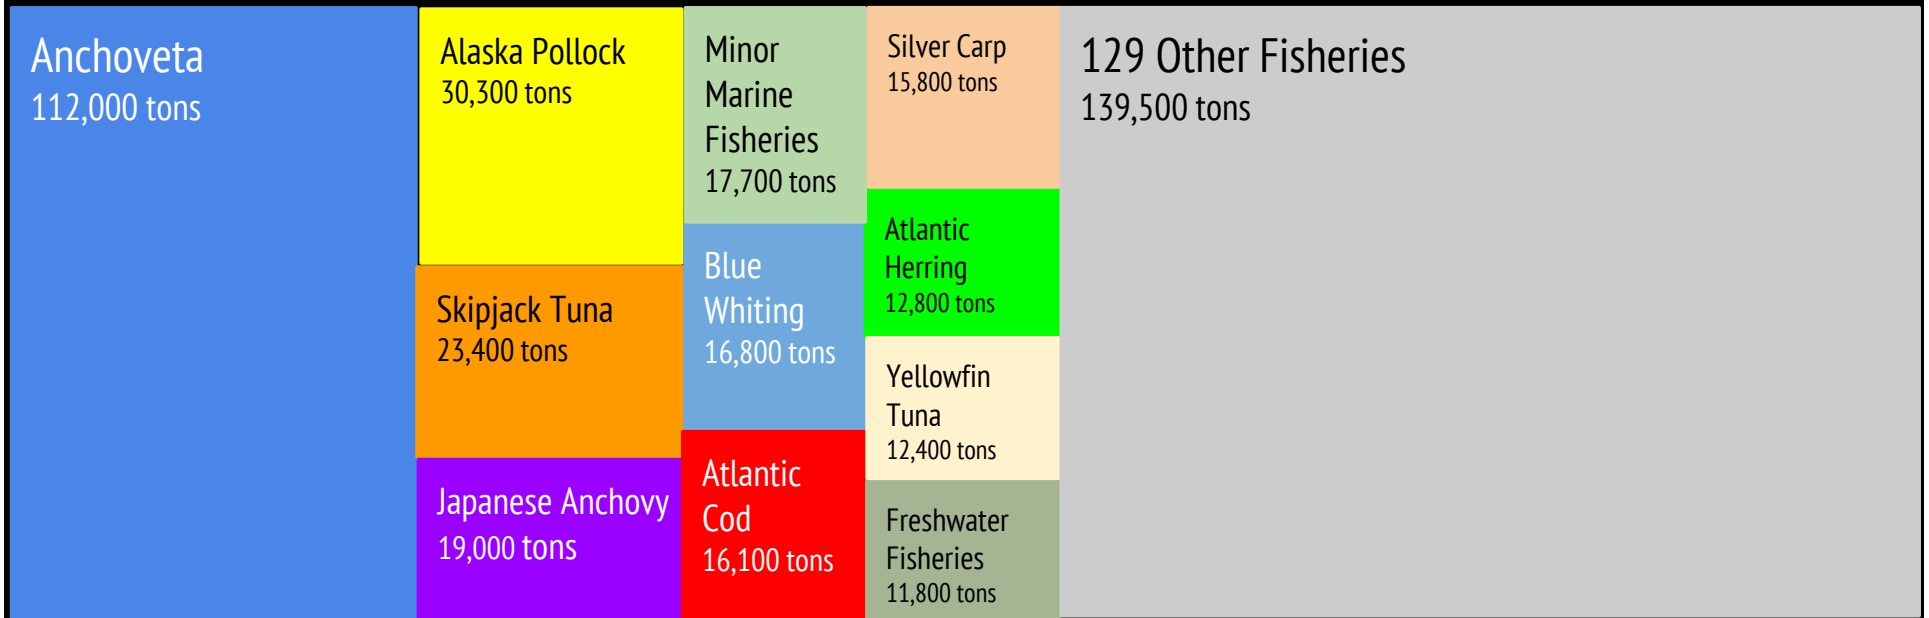 Anchoveta
112,000 tons
Alaska Pollock
30,300 tons
Skipjack Tuna
23,400 tons
Japanese Anchovy
19,000 tons
Minor
Marine
Fisheries
17,700 tons
Blue
Whiting
16,800 tons
Atlantic
Cod
16,100 tons
Silver Carp
15,800 tons
Atlantic
Herring
12,800 tons
Yellowfin
Tuna
12,400 tons
Freshwater
Fisheries
11,800 tons
129 Other Fisheries
139,500 tons